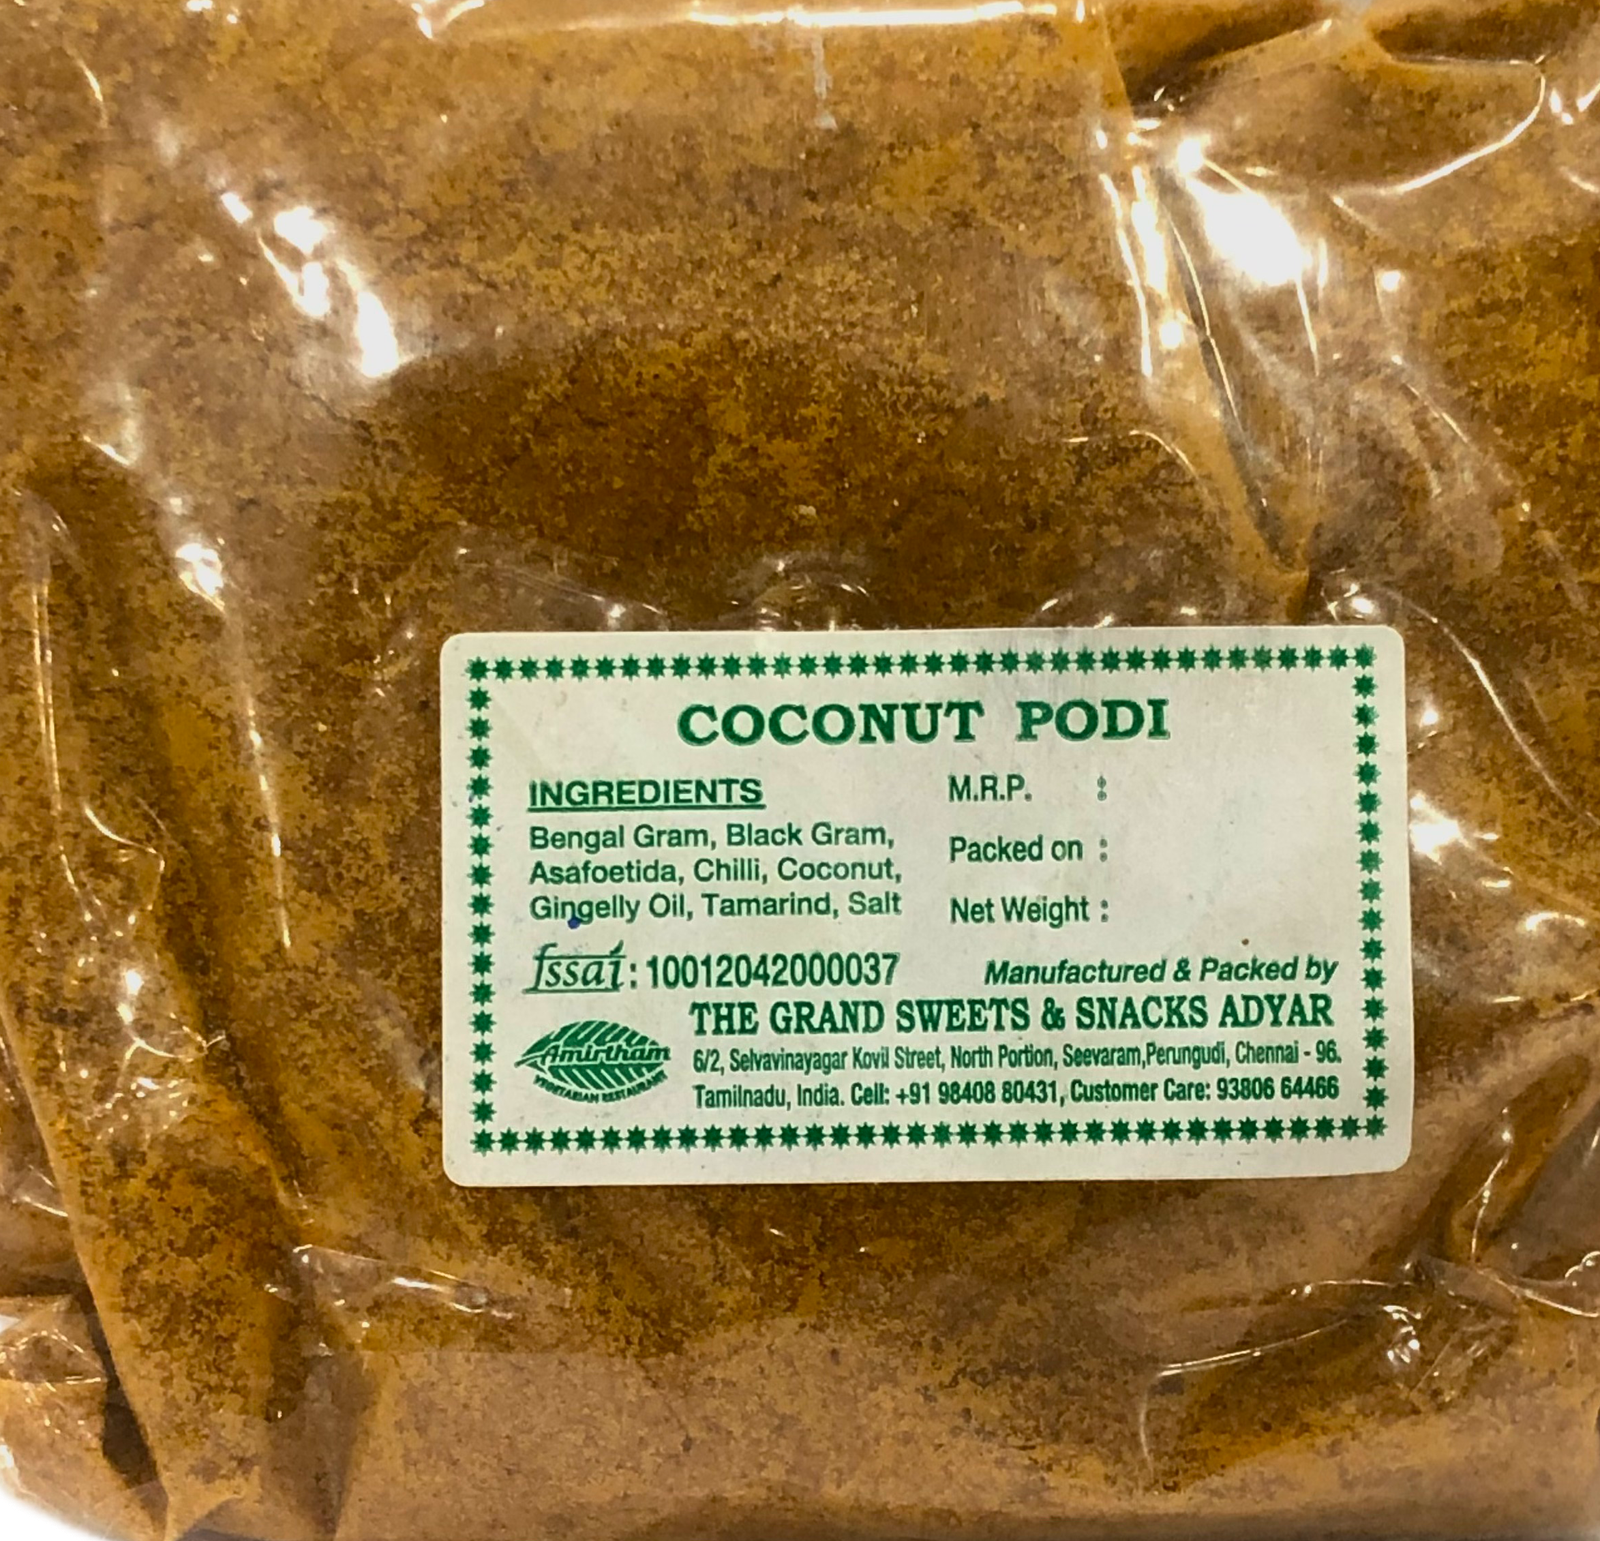 COCONUT PODI
INGREDIENTS
Bengal Gram, Black Gram,
Asafoetida, Chilli, Coconut,
Gingelly Oil, Tamarind, Salt
M.R.P. :
Packed on :
Net Weight :
fssai: 10012042000037
Manufactured & Packed by
THE GRAND SWEETS & SNACKS ADYAR
6/2, Selvavinayagar Kovil Street, North Portion, Seevaram,Perungudi, Chennai - 96.
Tamilnadu, India. Cell: +91 98408 80431, Customer Care: 93806 64466
Amirtham
VEGETARIAN RESTAURANT